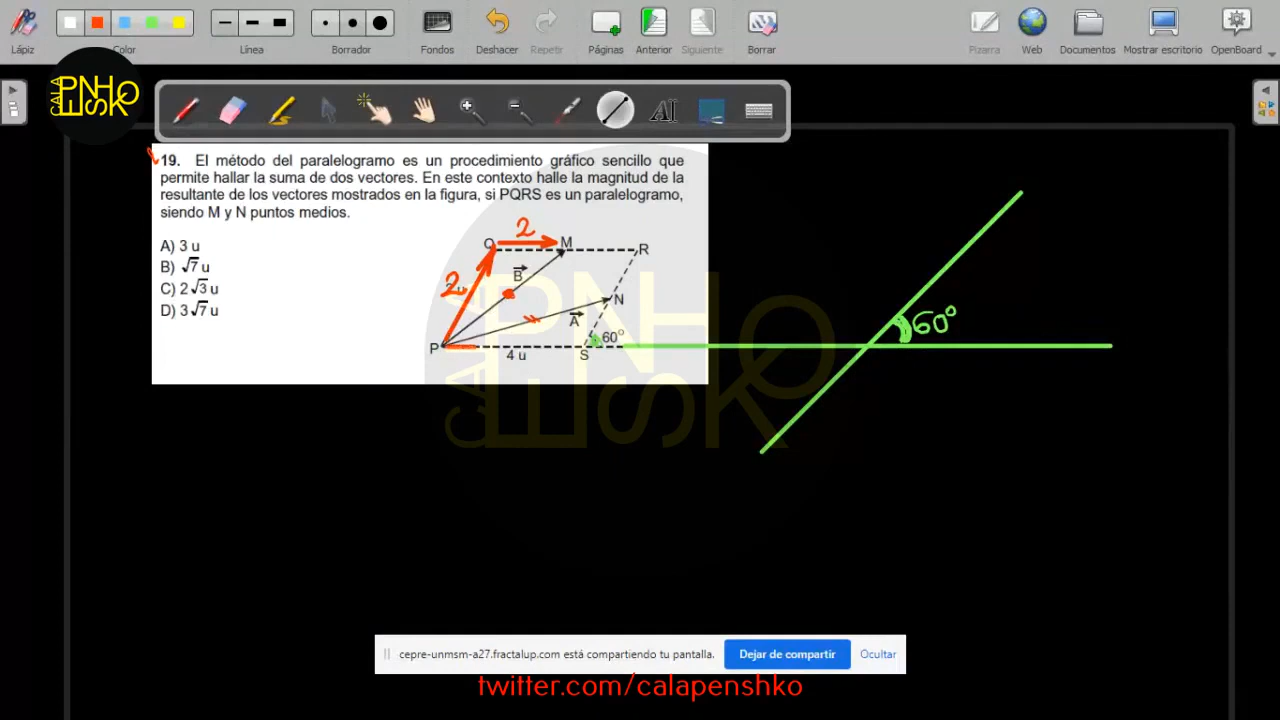 Lápiz
Color
Línea
Borrador
Fondos
Deshacer
Repetir
Páginas
Anterior
Siguiente
Borrar
Pizarra
Web
Documentos
Mostrar escritorio
OpenBoard
CALA
PENSHKO
19. El método del paralelogramo es un procedimiento gráfico sencillo que
permite hallar la suma de dos vectores. En este contexto halle la magnitud de la
resultante de los vectores mostrados en la figura, si PQRS es un paralelogramo,
siendo M y N puntos medios.
A) 3 u
B) √7 u
C) 2√3 u
D) 3√7 u
2
Q
M
R
2
B
N
A
60°
P
4 u
S
60°
CALA
PENSHKO
cepre-unmsm-a27.fractalup.com está compartiendo tu pantalla.
Dejar de compartir
Ocultar
twitter.com/calapenshko